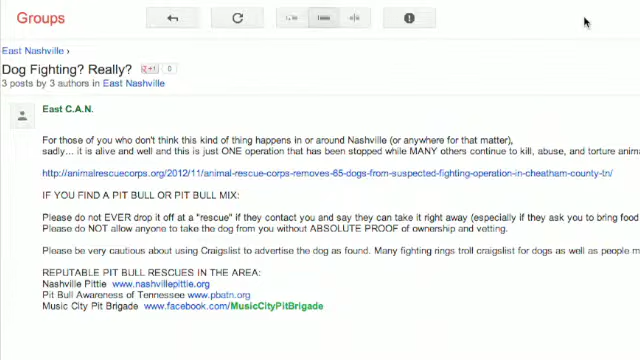 Groups
East Nashville ›
Dog Fighting? Really? +1 0
3 posts by 3 authors in East Nashville
East C.A.N.
For those of you who don't think this kind of thing happens in or around Nashville (or anywhere for that matter),
sadly... it is alive and well and this is just ONE operation that has been stopped while MANY others continue to kill, abuse, and torture anima
http://animalrescuecorps.org/2012/11/animal-rescue-corps-removes-65-dogs-from-suspected-fighting-operation-in-cheatham-county-tn/
IF YOU FIND A PIT BULL OR PIT BULL MIX:
Please do not EVER drop it off at a "rescue" if they contact you and say they can take it right away (especially if they ask you to bring food
Please do NOT allow anyone to take the dog from you without ABSOLUTE PROOF of ownership and vetting.
Please be very cautious about using Craigslist to advertise the dog as found. Many fighting rings troll craigslist for dogs as well as people m
REPUTABLE PIT BULL RESCUES IN THE AREA:
Nashville Pittie www.nashvillepittie.org
Pit Bull Awareness of Tennessee www.pbatn.org
Music City Pit Brigade www.facebook.com/MusicCityPitBrigade